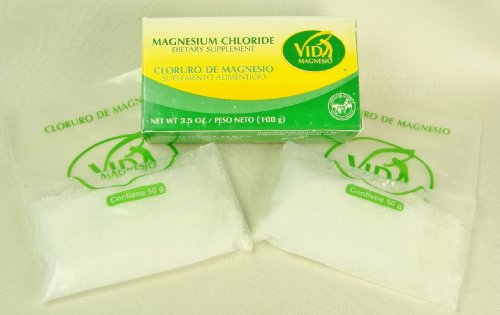 MAGNESIUM CHLORIDE
DIETARY SUPPLEMENT
VIDA
MAGNESIO
CLORURO DE MAGNESIO
SUPLEMENTO ALIMENTICIO
NET WT 3.5 OZ / PESO NETO (100 g)
CLORURO DE MAGNES
VIDA
MAGNESIO
Contiene 50 g
CLORURO DE MAGNESIO
VIDA
MAGNESIO
Contiene 50 g